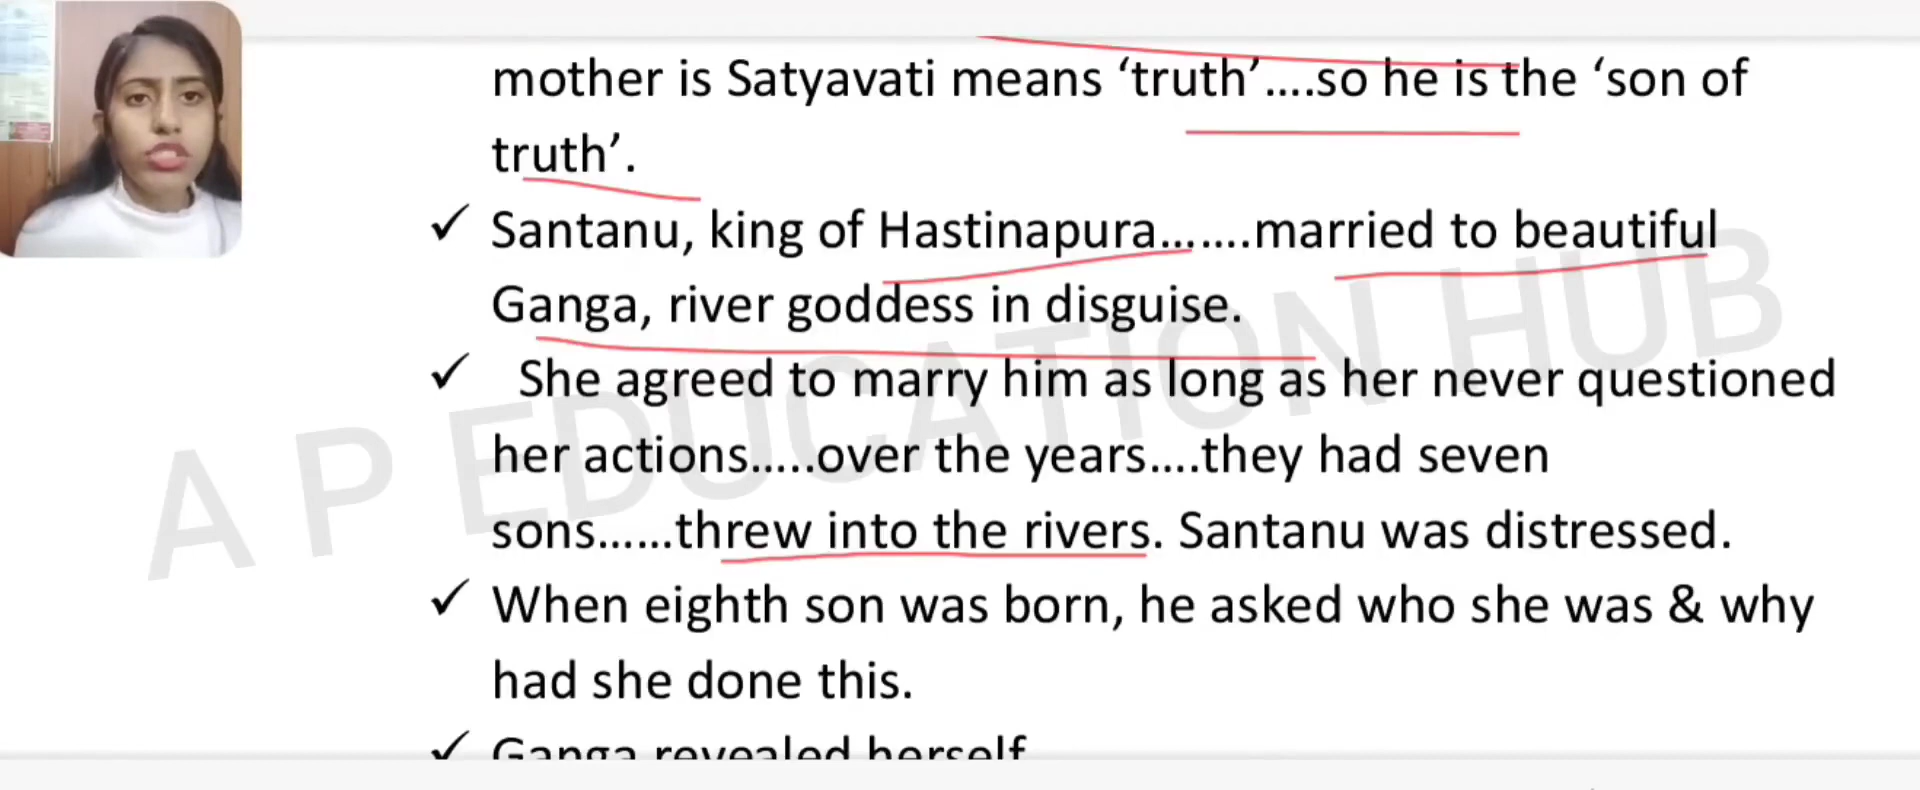 mother is Satyavati means ‘truth’....so he is the ‘son of
truth’.
✓ Santanu, king of Hastinapura.......married to beautiful
Ganga, river goddess in disguise.
✓ She agreed to marry him as long as her never questioned
her actions.....over the years....they had seven
sons......threw into the rivers. Santanu was distressed.
✓ When eighth son was born, he asked who she was & why
had she done this.
✓ Ganga revealed herself
A P EDUCATION HUB